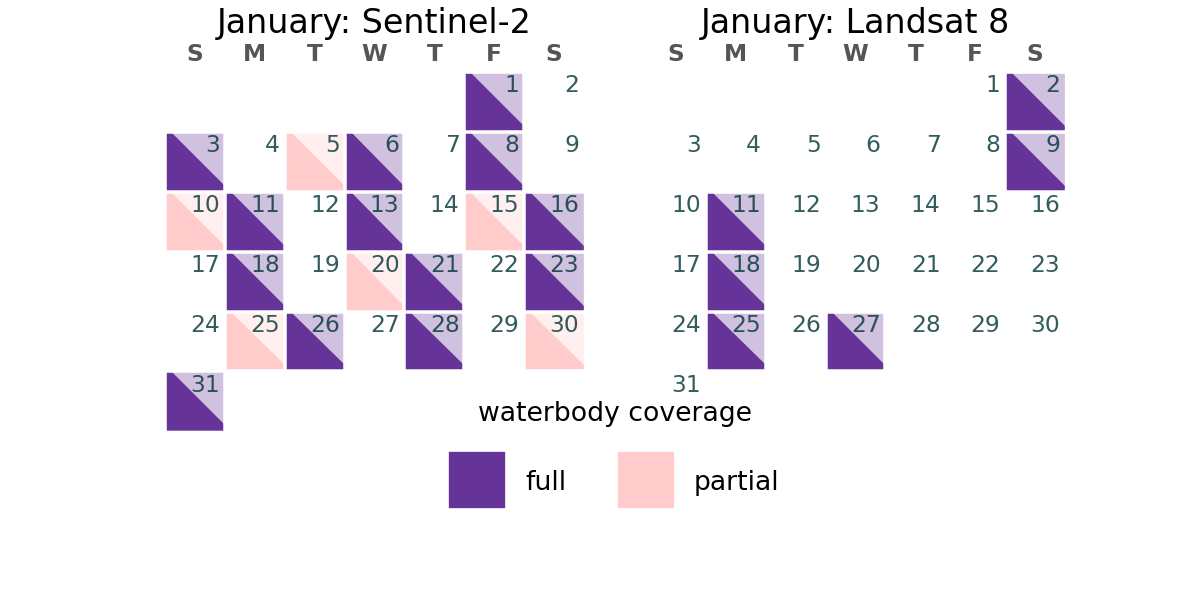 January: Sentinel-2
S M T W T F S
1 2
3 4 5 6 7 8 9
10 11 12 13 14 15 16
17 18 19 20 21 22 23
24 25 26 27 28 29 30
31
January: Landsat 8
S M T W T F S
1 2
3 4 5 6 7 8 9
10 11 12 13 14 15 16
17 18 19 20 21 22 23
24 25 26 27 28 29 30
31
waterbody coverage
full partial